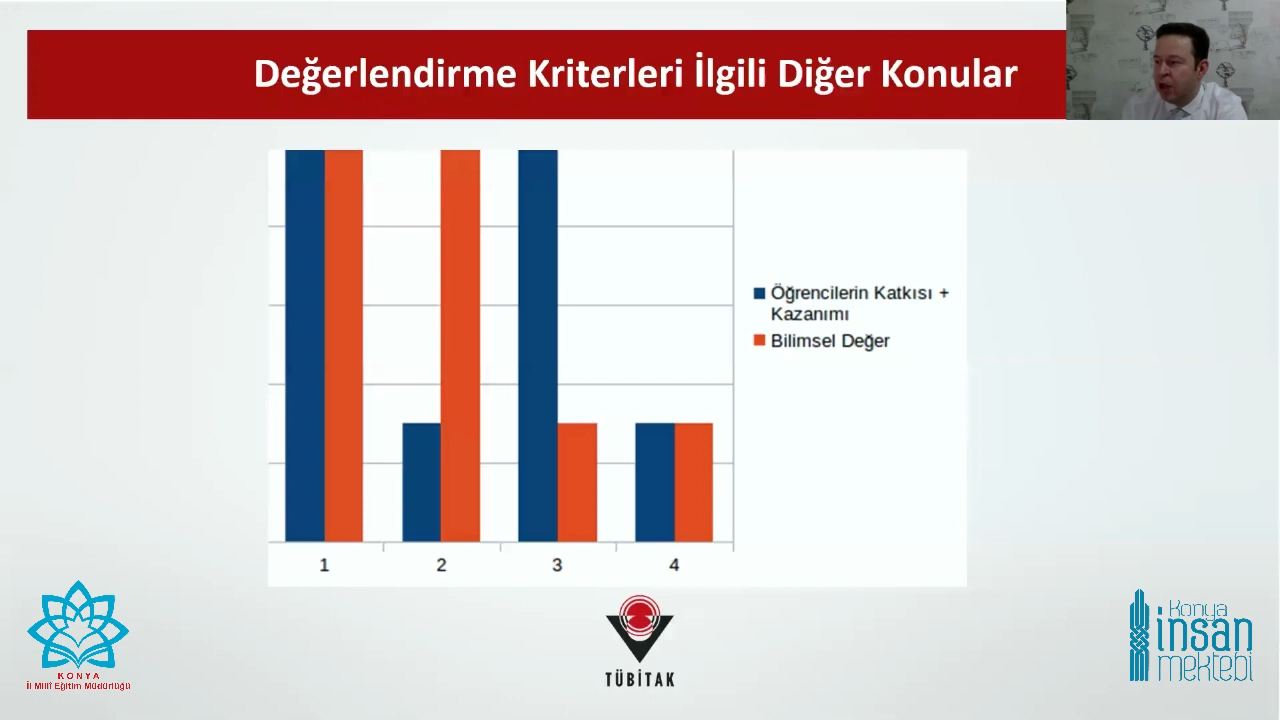 Değerlendirme Kriterleri İlgili Diğer Konular
Öğrencilerin Katkısı +
Kazanımı
Bilimsel Değer
1
2
3
4
KONYA
İl Millî Eğitim Müdürlüğü
TÜBİTAK
Konya
insan
mektebi